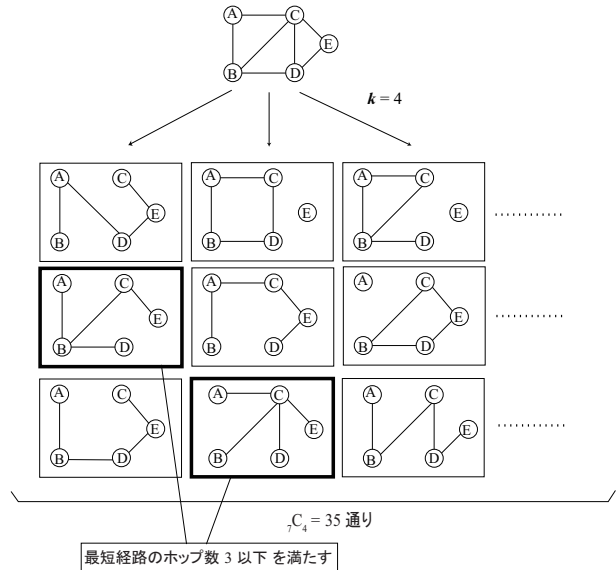 A C
E
B D
k = 4
A C
E
B D
A C
E
B D
A C
E
B D
............
A C
E
B D
A C
E
B D
A C
E
B D
............
A C
E
B D
A C
E
B D
A C
E
B D
............
₇C₄ = 35 通り
最短経路のホップ数 3 以下 を満たす